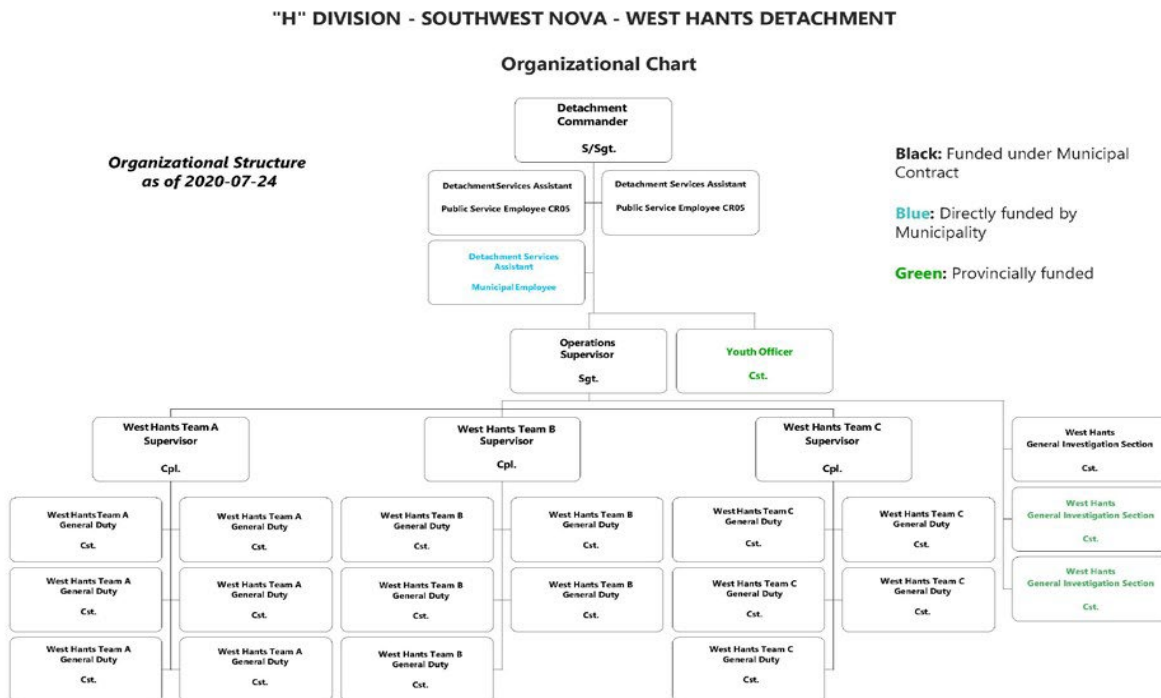 "H" DIVISION - SOUTHWEST NOVA - WEST HANTS DETACHMENT
Organizational Chart
Organizational Structure
as of 2020-07-24
Detachment
Commander
S/Sgt.
Black: Funded under Municipal
Contract
Blue: Directly funded by
Municipality
Green: Provincially funded
DetachmentServices Assistant
Public Service Employee CR05
Detachment Services Assistant
Public Service Employee CR05
Detachment Services
Assistant
Municipal Employee
Operations
Supervisor
Sgt.
Youth Officer
Cst.
West Hants Team A
Supervisor
Cpl.
West Hants Team B
Supervisor
Cpl.
West Hants Team C
Supervisor
Cpl.
West Hants
General Investigation Section
Cst.
West Hants Team A
General Duty
Cst.
West Hants Team A
General Duty
Cst.
West Hants Team B
General Duty
Cst.
West Hants Team B
General Duty
Cst.
West Hants Team C
General Duty
Cst.
West Hants Team C
General Duty
Cst.
West Hants
General Investigation Section
Cst.
West Hants Team A
General Duty
Cst.
West Hants Team A
General Duty
Cst.
West Hants Team B
General Duty
Cst.
West Hants Team B
General Duty
Cst.
West Hants Team C
General Duty
Cst.
West Hants Team C
General Duty
Cst.
West Hants
General Investigation Section
Cst.
West Hants Team A
General Duty
Cst.
West Hants Team A
General Duty
Cst.
West Hants Team B
General Duty
Cst.
West Hants Team C
General Duty
Cst.